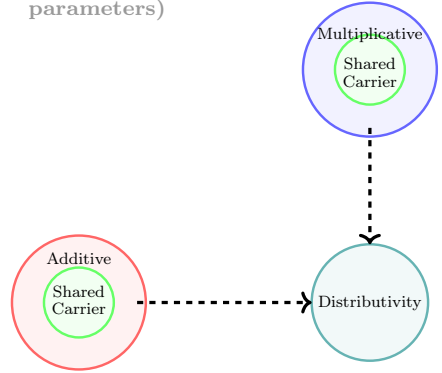 parameters)
Multiplicative
Shared
Carrier
Additive
Shared
Carrier
Distributivity